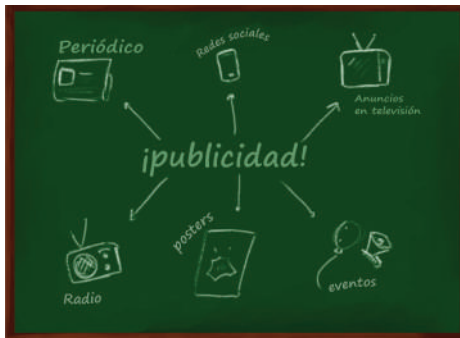 Periódico
Redes sociales
Anuncios
en televisión
¡publicidad!
Radio
posters
eventos